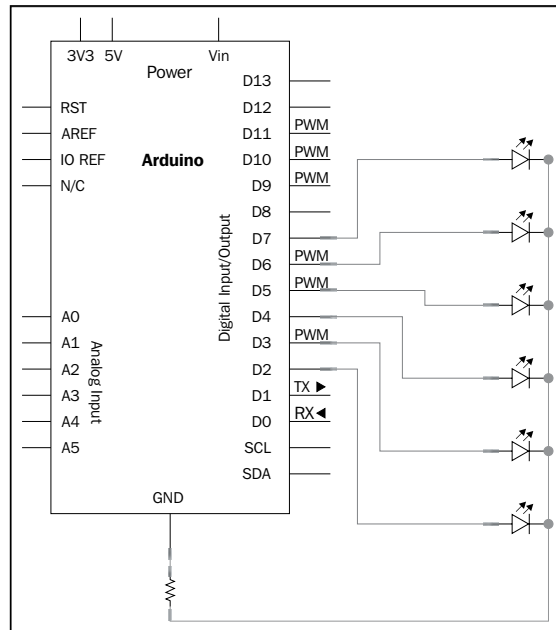 3V3 5V Vin
Power
Arduino
RST
AREF
IO REF
N/C
A0
A1
A2
A3
A4
A5
Analog Input
Digital Input/Output
D13
D12
D11 PWM
D10 PWM
D9 PWM
D8
D7
D6 PWM
D5 PWM
D4
D3 PWM
D2
D1 TX ▶
D0 RX ◀
SCL
SDA
GND